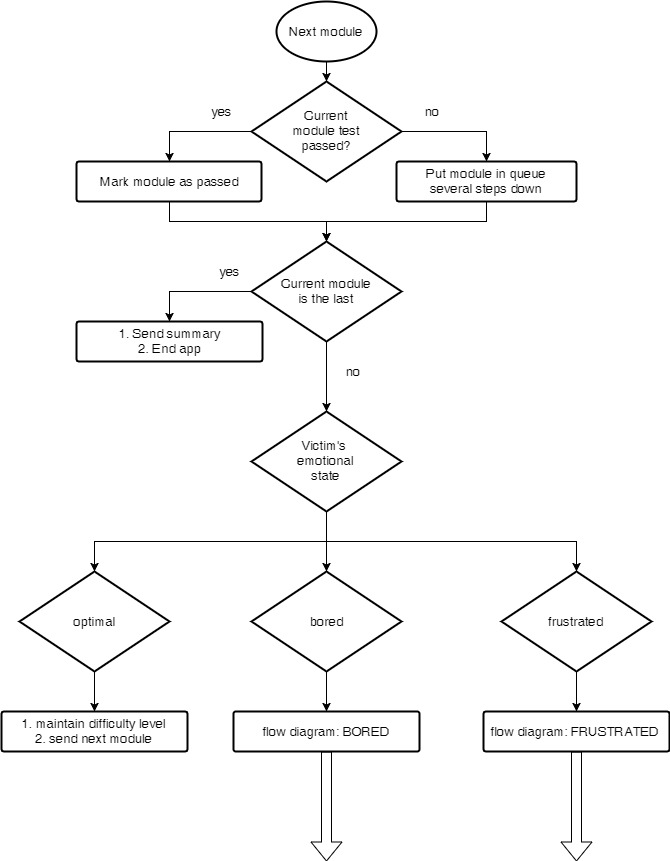 Next module
yes
Current
module test
passed?
no
Mark module as passed
Put module in queue
several steps down
yes
Current module
is the last
1. Send summary
2. End app
no
Victim's
emotional
state
optimal
bored
frustrated
1. maintain difficulty level
2. send next module
flow diagram: BORED
flow diagram: FRUSTRATED